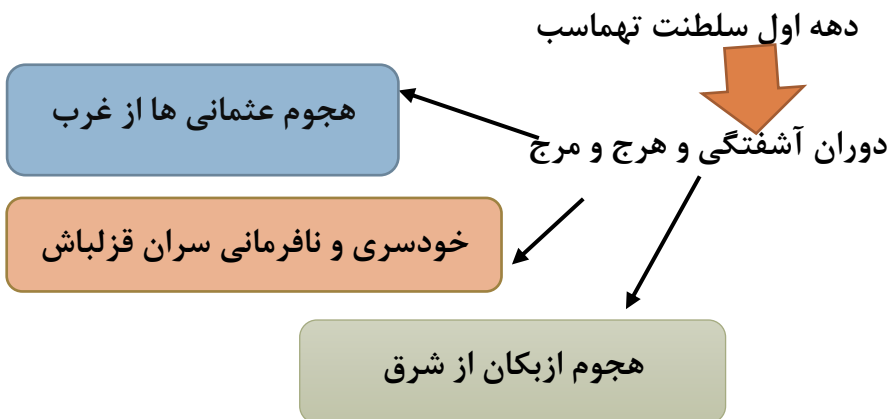 دهه اول سلطنت تهماسب
هجوم عثمانی ها از غرب
دوران آشفتگی و هرج و مرج
خودسری و نافرمانی سران قزلباش
هجوم ازبکان از شرق